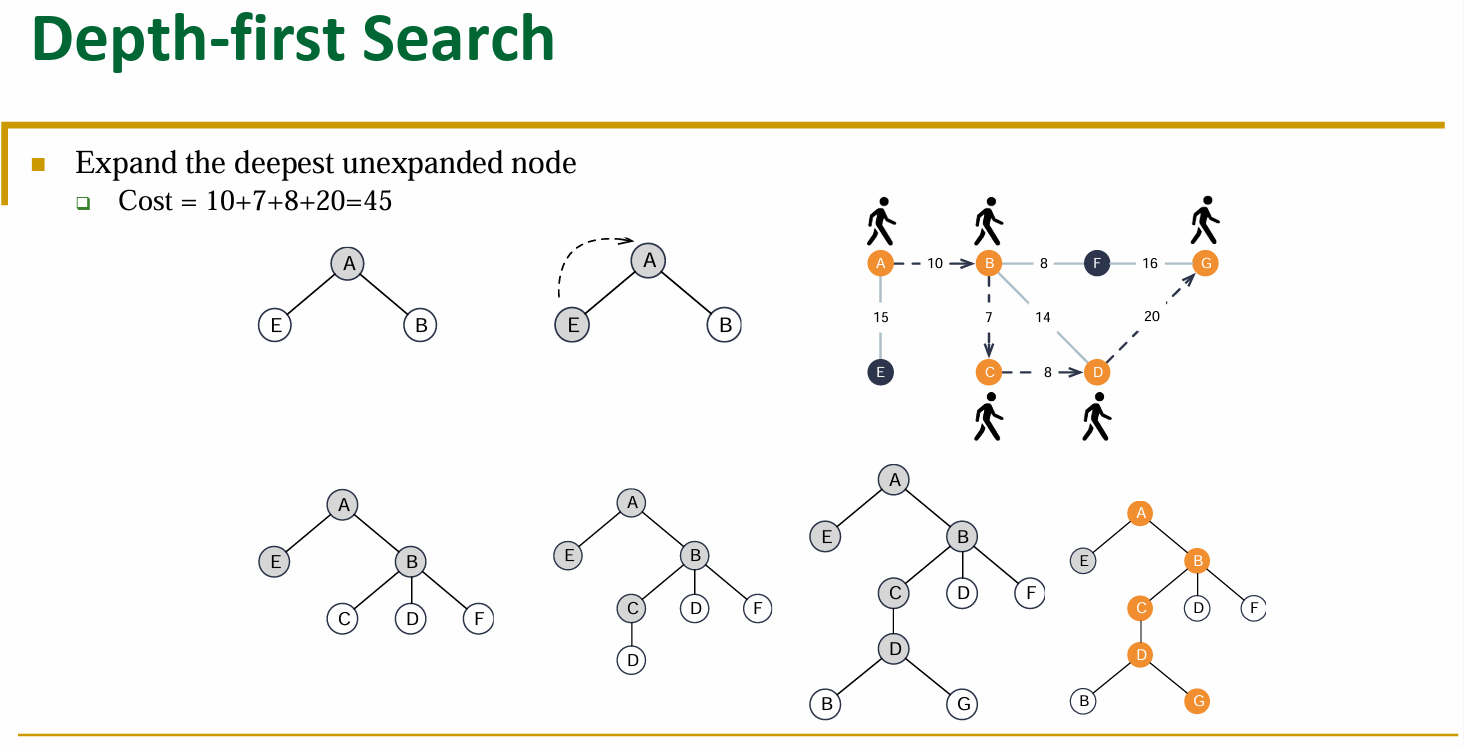 Depth-first Search
Expand the deepest unexpanded node
Cost = 10+7+8+20=45
A
E B
A
E B
A 10 B 8 F 16 G
15 7 14 20
E C 8 D
A
E B
C D F
A
E B
C D F
D
A
E B
C D F
D
B G
A
E B
C D F
D
B G